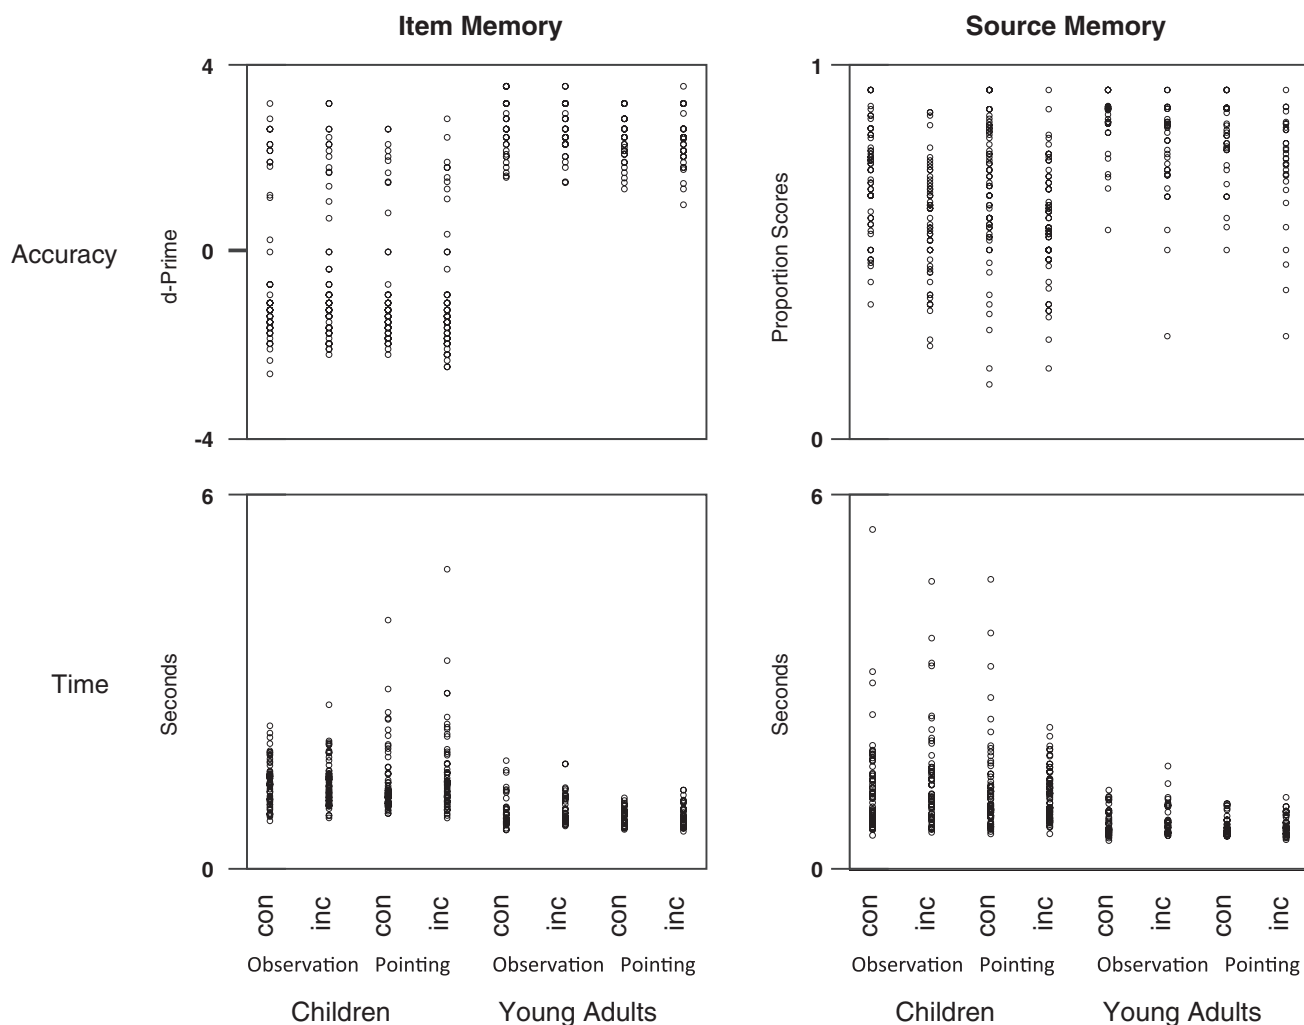 Item Memory Source Memory
4 1
Accuracy d-Prime 0 Proportion Scores
-4 0
6 6
Time Seconds Seconds
0 0
con inc con inc con inc con inc con inc con inc con inc con inc
Observation Pointing Observation Pointing Observation Pointing Observation Pointing
Children Young Adults Children Young Adults